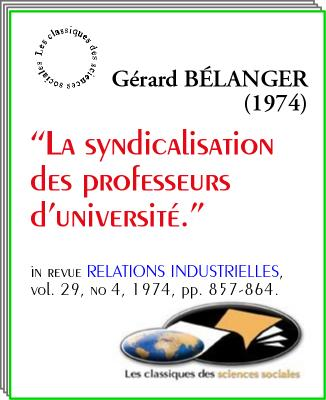 Les classiques des sciences sociales
Gérard BÉLANGER
(1974)
“La syndicalisation
des professeurs
d’université.”
in revue RELATIONS INDUSTRIELLES,
vol. 29, no 4, 1974, pp. 857-864.
Les classiques des sciences sociales